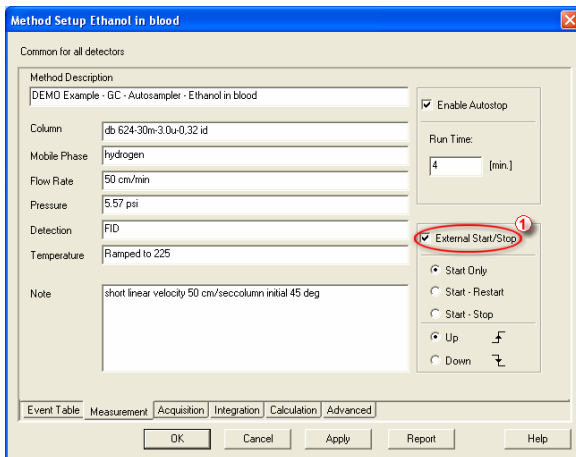 Method Setup Ethanol in blood
Common for all detectors
Method Description
DEMO Example - GC - Autosampler - Ethanol in blood
Column
db 624-30m-3.0u-0,32 id
Mobile Phase
hydrogen
Flow Rate
50 cm/min
Pressure
5.57 psi
Detection
FID
Temperature
Ramped to 225
Note
short linear velocity 50 cm/seccolumn initial 45 deg
Enable Autostop
Run Time:
4 [min.]
1
External Start/Stop
Start Only
Start - Restart
Start - Stop
Up
Down
Event Table Measurement Acquisition Integration Calculation Advanced
OK Cancel Apply Report Help